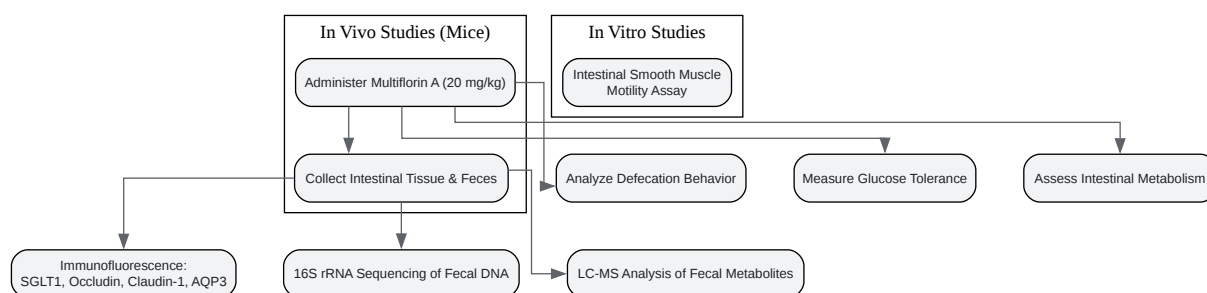 In Vivo Studies (Mice)
In Vitro Studies
Administer Multiflorin A (20 mg/kg)
Intestinal Smooth Muscle
Motility Assay
Collect Intestinal Tissue & Feces
Analyze Defecation Behavior
Measure Glucose Tolerance
Assess Intestinal Metabolism
Immunofluorescence:
SGLT1, Occludin, Claudin-1, AQP3
16S rRNA Sequencing of Fecal DNA
LC-MS Analysis of Fecal Metabolites